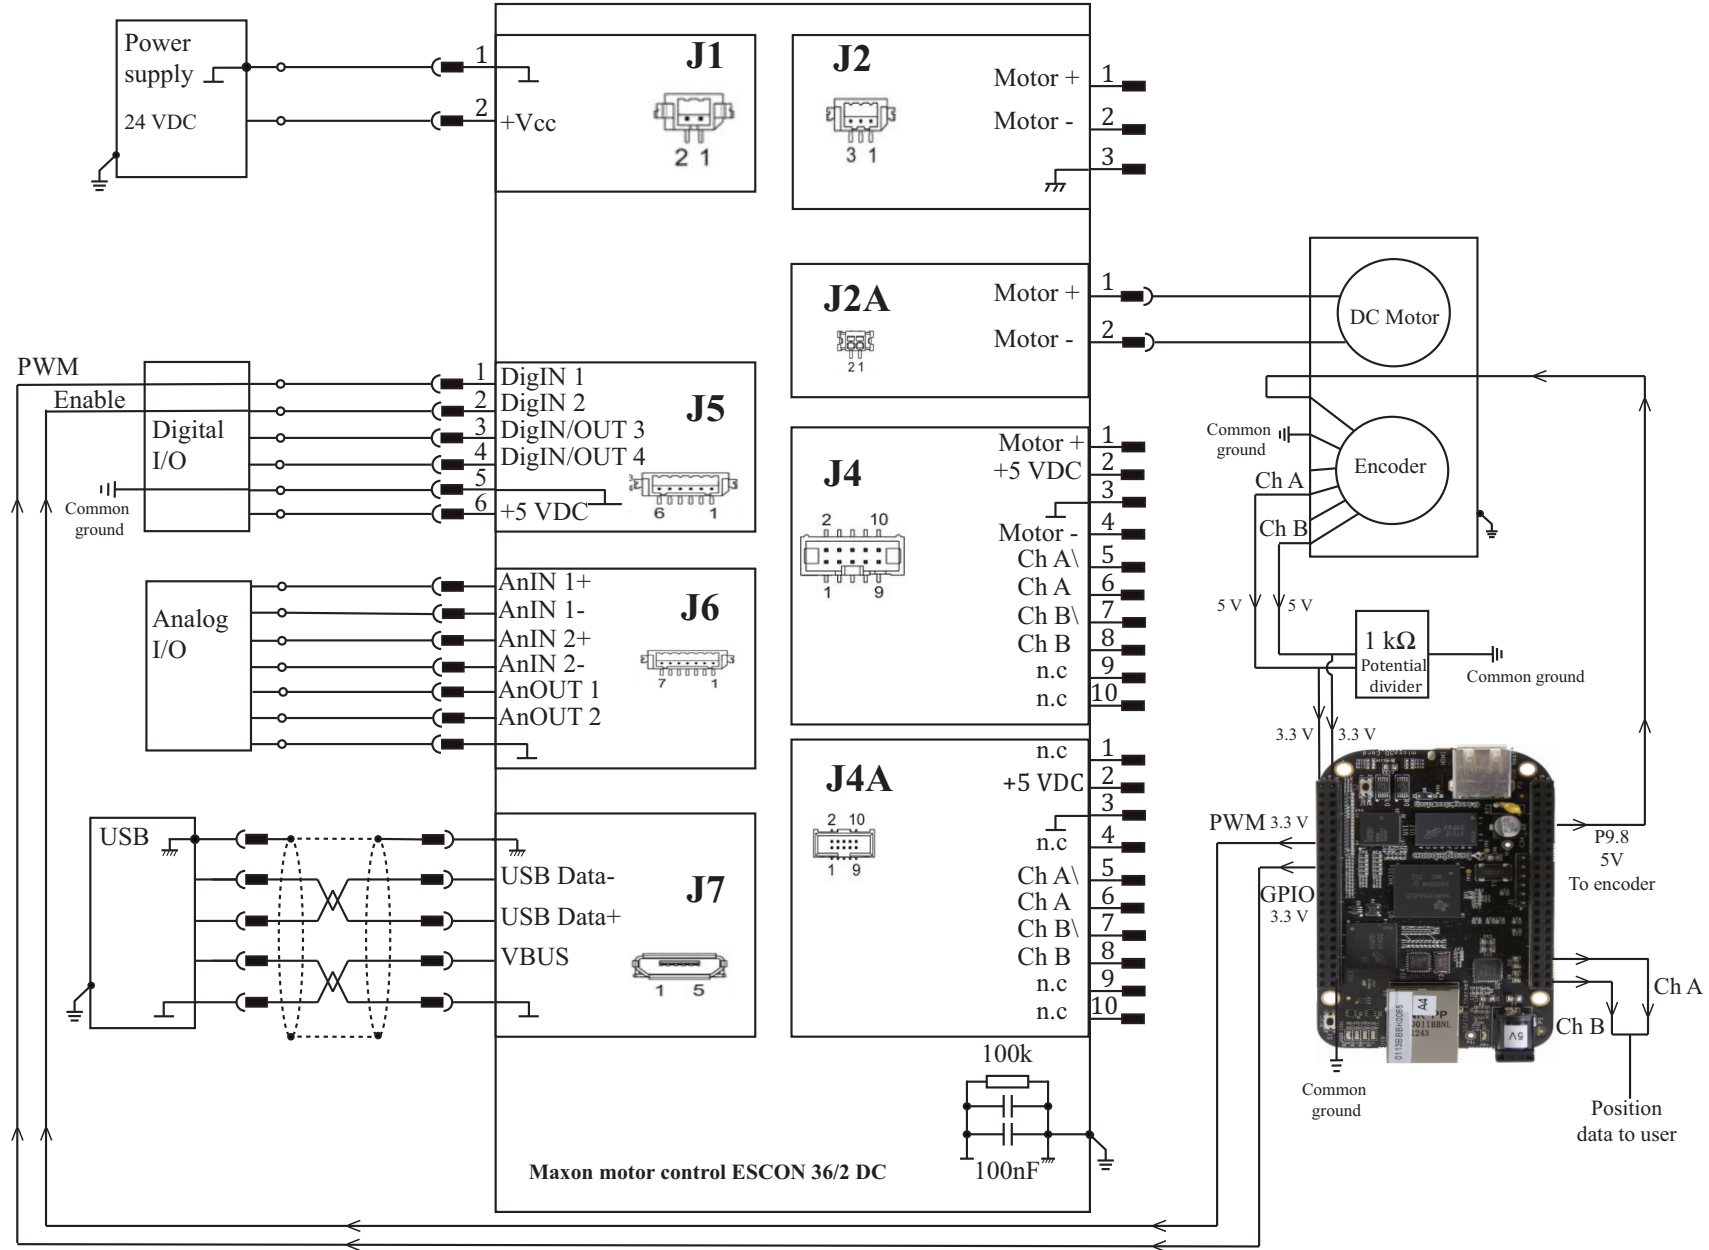 Power
supply
24 VDC
1
2
+Vcc
J1
2 1
J2
3 1
Motor +
1
Motor -
2
3
J2A
21
Motor +
1
Motor -
2
DC Motor
PWM
Enable
Digital
I/O
Common
ground
1
DigIN 1
2
DigIN 2
3
DigIN/OUT 3
4
DigIN/OUT 4
5
6
+5 VDC
J5
6 1
J4
2 10
1 9
Motor +
1
+5 VDC
2
3
Motor -
4
Ch A\
5
Ch A
6
Ch B\
7
Ch B
8
n.c
9
n.c
10
Common
ground
Encoder
Ch A
Ch B
5 V
5 V
1 kΩ
Potential
divider
Common ground
3.3 V
3.3 V
Analog
I/O
AnIN 1+
AnIN 1-
AnIN 2+
AnIN 2-
AnOUT 1
AnOUT 2
J6
7 1
J4A
2 10
1 9
n.c
1
+5 VDC
2
3
n.c
4
Ch A\
5
Ch A
6
Ch B\
7
Ch B
8
n.c
9
n.c
10
USB
USB Data-
USB Data+
VBUS
J7
1 5
PWM 3.3 V
GPIO
3.3 V
P9.8
5V
To encoder
A4
5V
Ch A
Ch B
Common
ground
Position
data to user
100k
100nF
Maxon motor control ESCON 36/2 DC